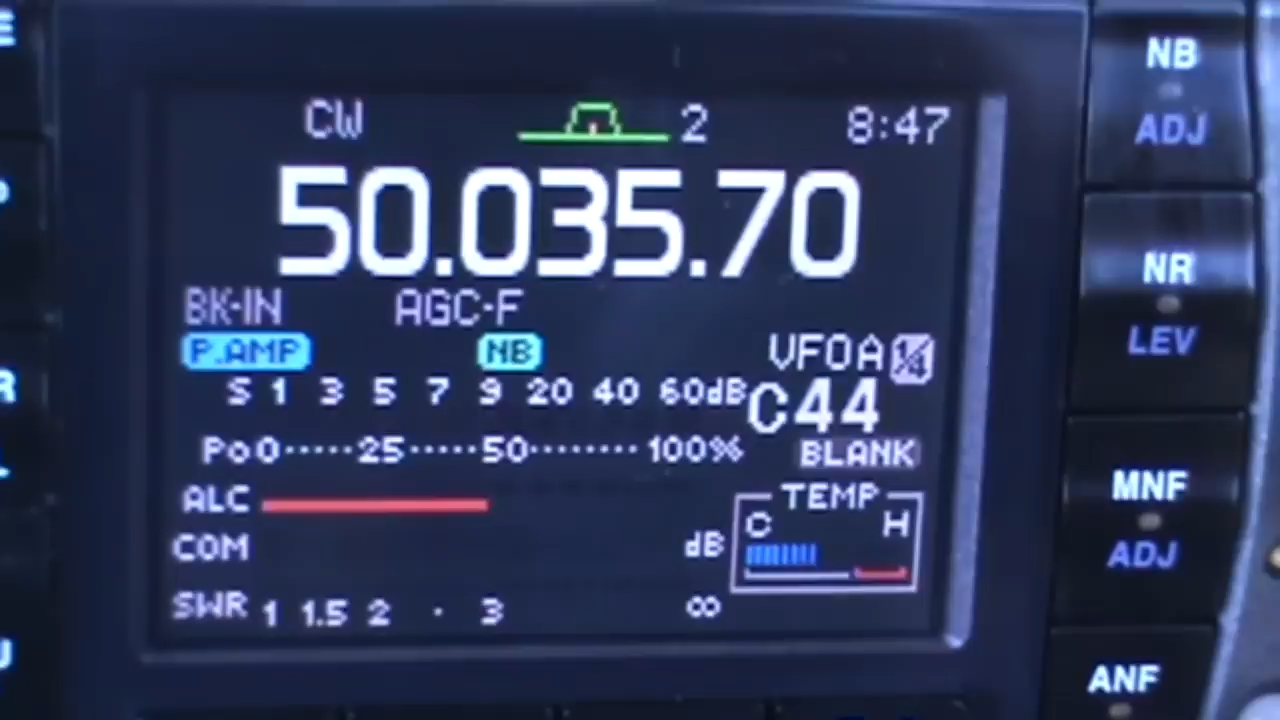 CW 2 8:47
50.035.70
BK-IN AGC-F
P.AMP NB VFOA 1/4
S 1 3 5 7 9 20 40 60dB C44
Po 0·····25·····50········100% BLANK
ALC TEMP
C H
COM dB
SWR 1 1.5 2 · 3 ∞
NB
ADJ
NR
LEV
MNF
ADJ
ANF